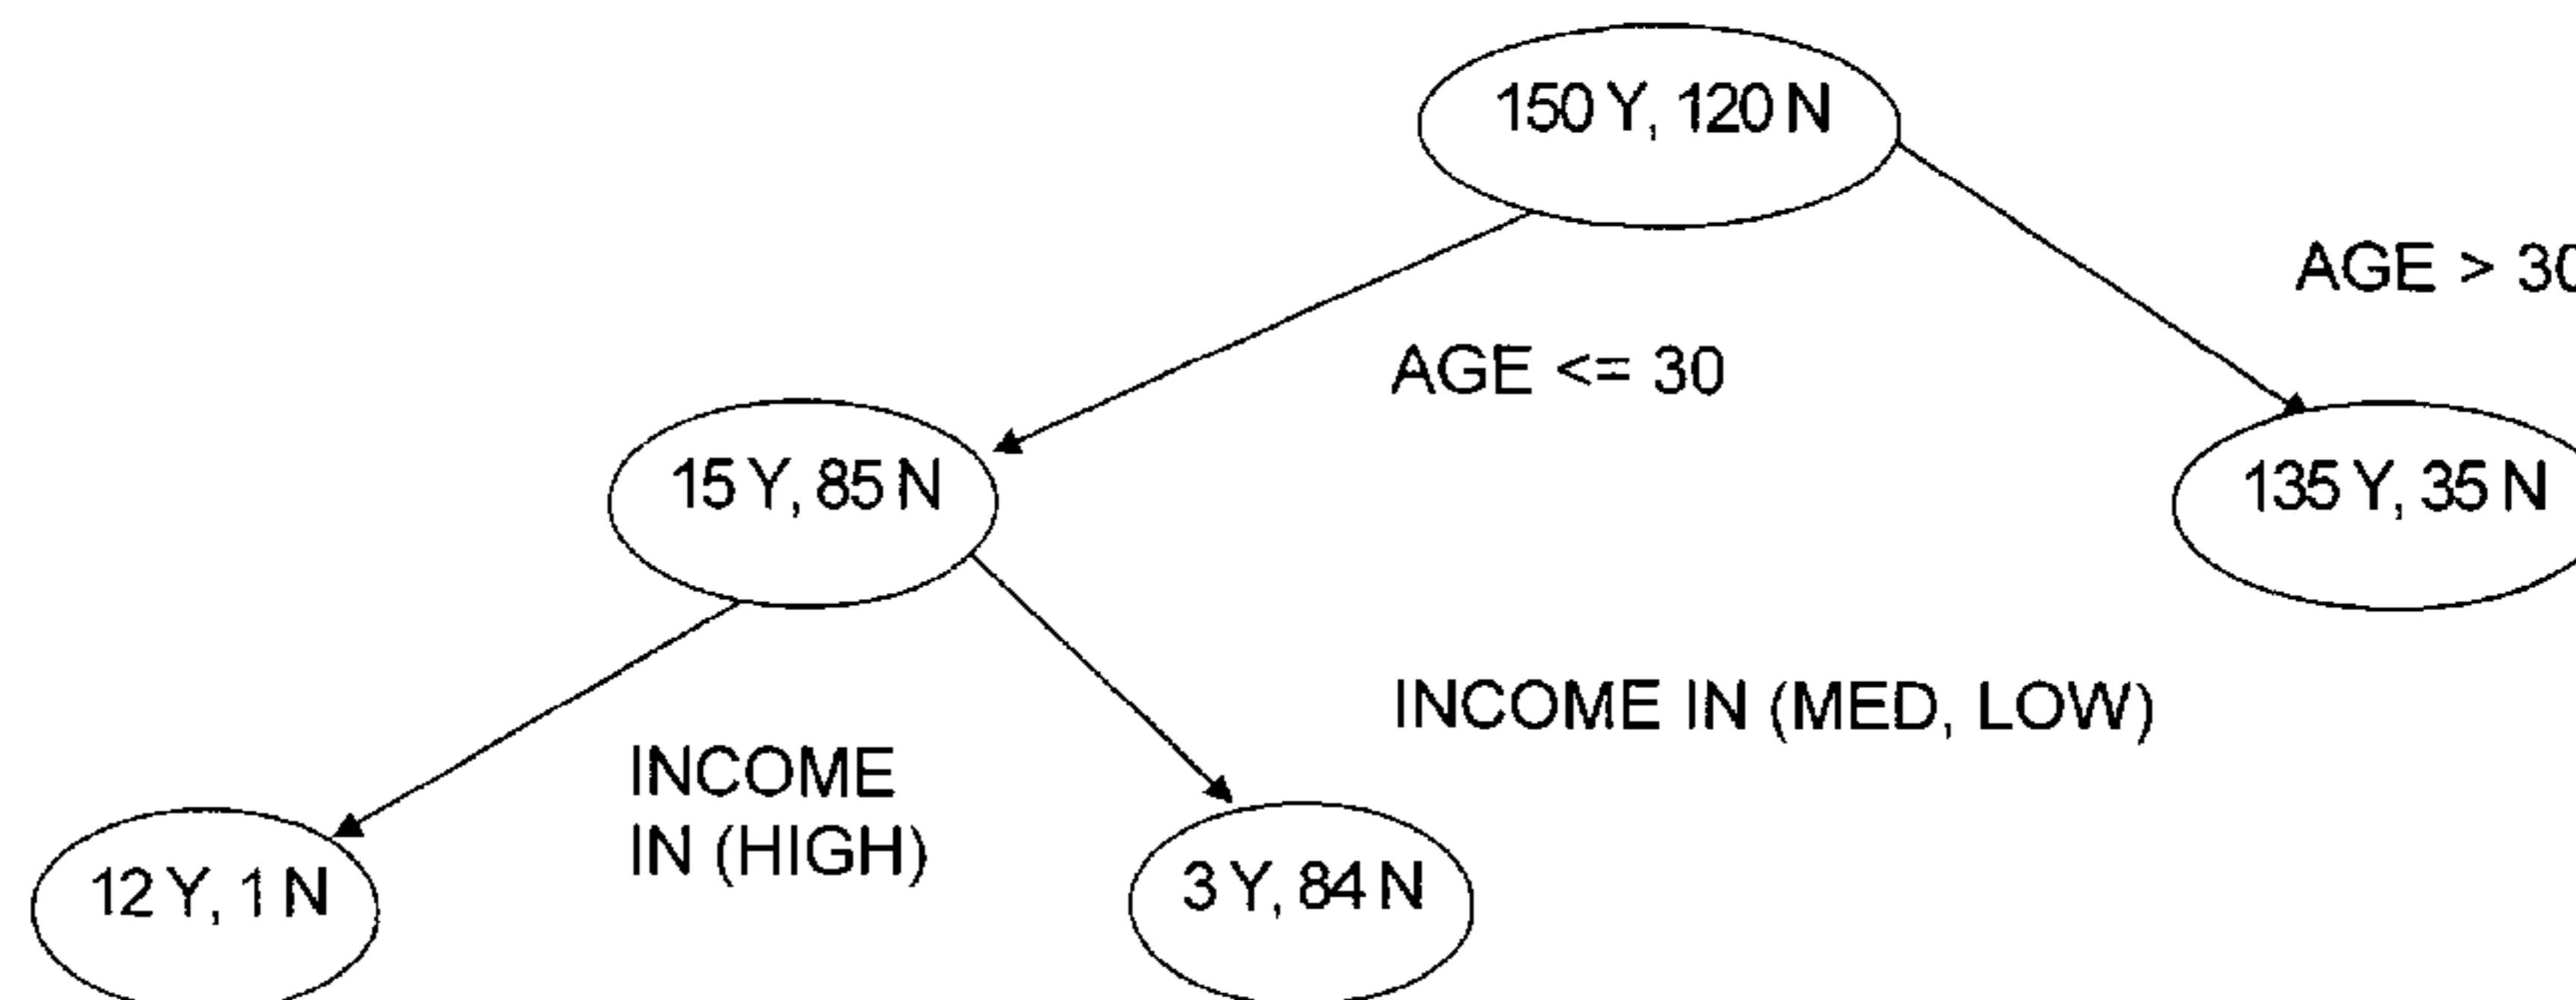 150 Y, 120 N
AGE > 30
AGE <= 30
15 Y, 85 N
135 Y, 35 N
INCOME IN (MED, LOW)
INCOME
IN (HIGH)
12 Y, 1 N
3 Y, 84 N